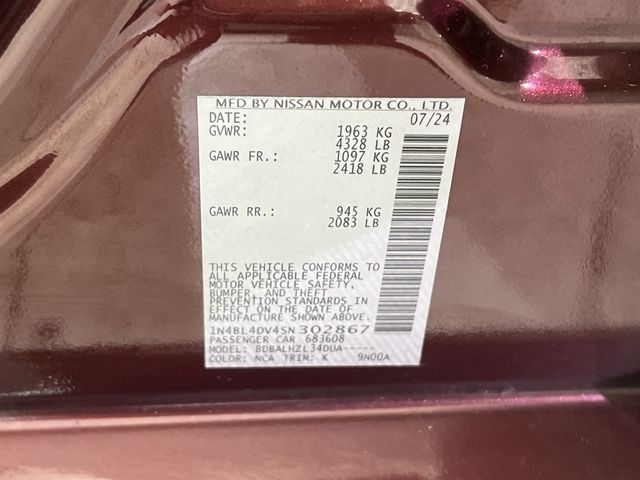 MFD BY NISSAN MOTOR CO., LTD.
DATE: 07/24
GVWR: 1963 KG
4328 LB
GAWR FR.: 1097 KG
2418 LB
GAWR RR.: 945 KG
2083 LB
THIS VEHICLE CONFORMS TO
ALL APPLICABLE FEDERAL
MOTOR VEHICLE SAFETY,
BUMPER, AND THEFT
PREVENTION STANDARDS IN
EFFECT ON THE DATE OF
MANUFACTURE SHOWN ABOVE.
1N4BL4DV4SN302867
PASSENGER CAR 683608
MODEL: BDBALHZL34DUA-----
COLOR: NCA TRIM: K 9N00A